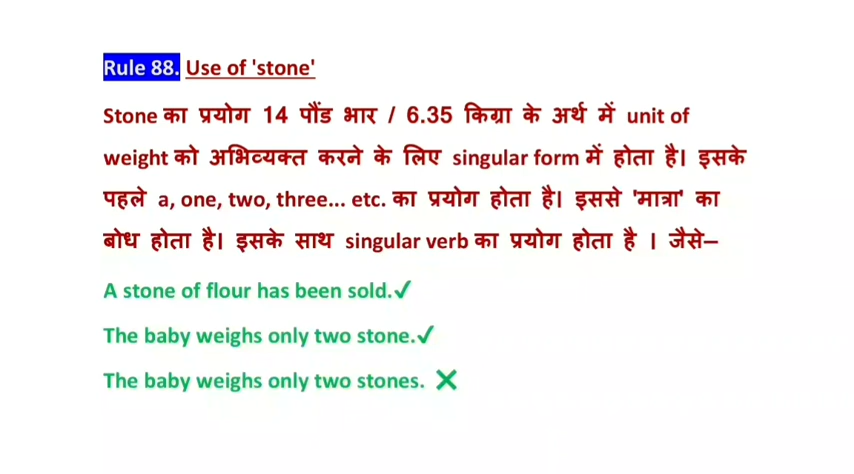 Rule 88. Use of 'stone'
Stone का प्रयोग 14 पौंड भार / 6.35 किग्रा के अर्थ में unit of
weight को अभिव्यक्त करने के लिए singular form में होता है। इसके
पहले a, one, two, three... etc. का प्रयोग होता है। इससे 'मात्रा' का
बोध होता है। इसके साथ singular verb का प्रयोग होता है । जैसे–
A stone of flour has been sold.✓
The baby weighs only two stone.✓
The baby weighs only two stones. ✕